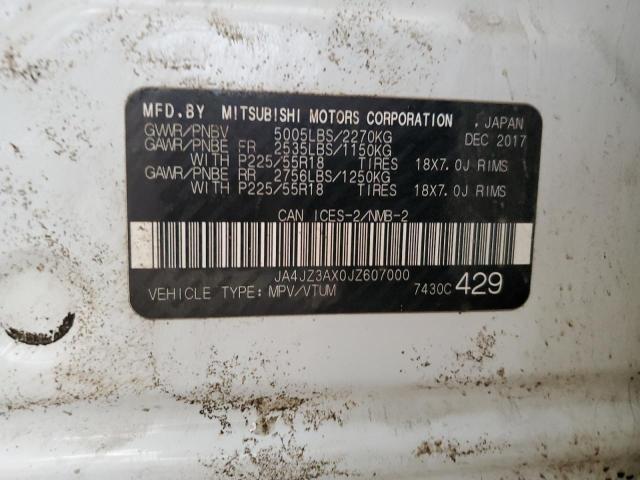 MFD.BY MITSUBISHI MOTORS CORPORATION . JAPAN
GVWR/PNBV 5005LBS/2270KG DEC 2017
GAWR/PNBE FR 2535LBS/1150KG
WITH P225/55R18 TIRES 18X7.0J RIMS
GAWR/PNBE RR 2756LBS/1250KG
WITH P225/55R18 TIRES 18X7.0J RIMS
CAN ICES-2/NMB-2
JA4JZ3AX0JZ607000
VEHICLE TYPE: MPV/VTUM 7430C 429